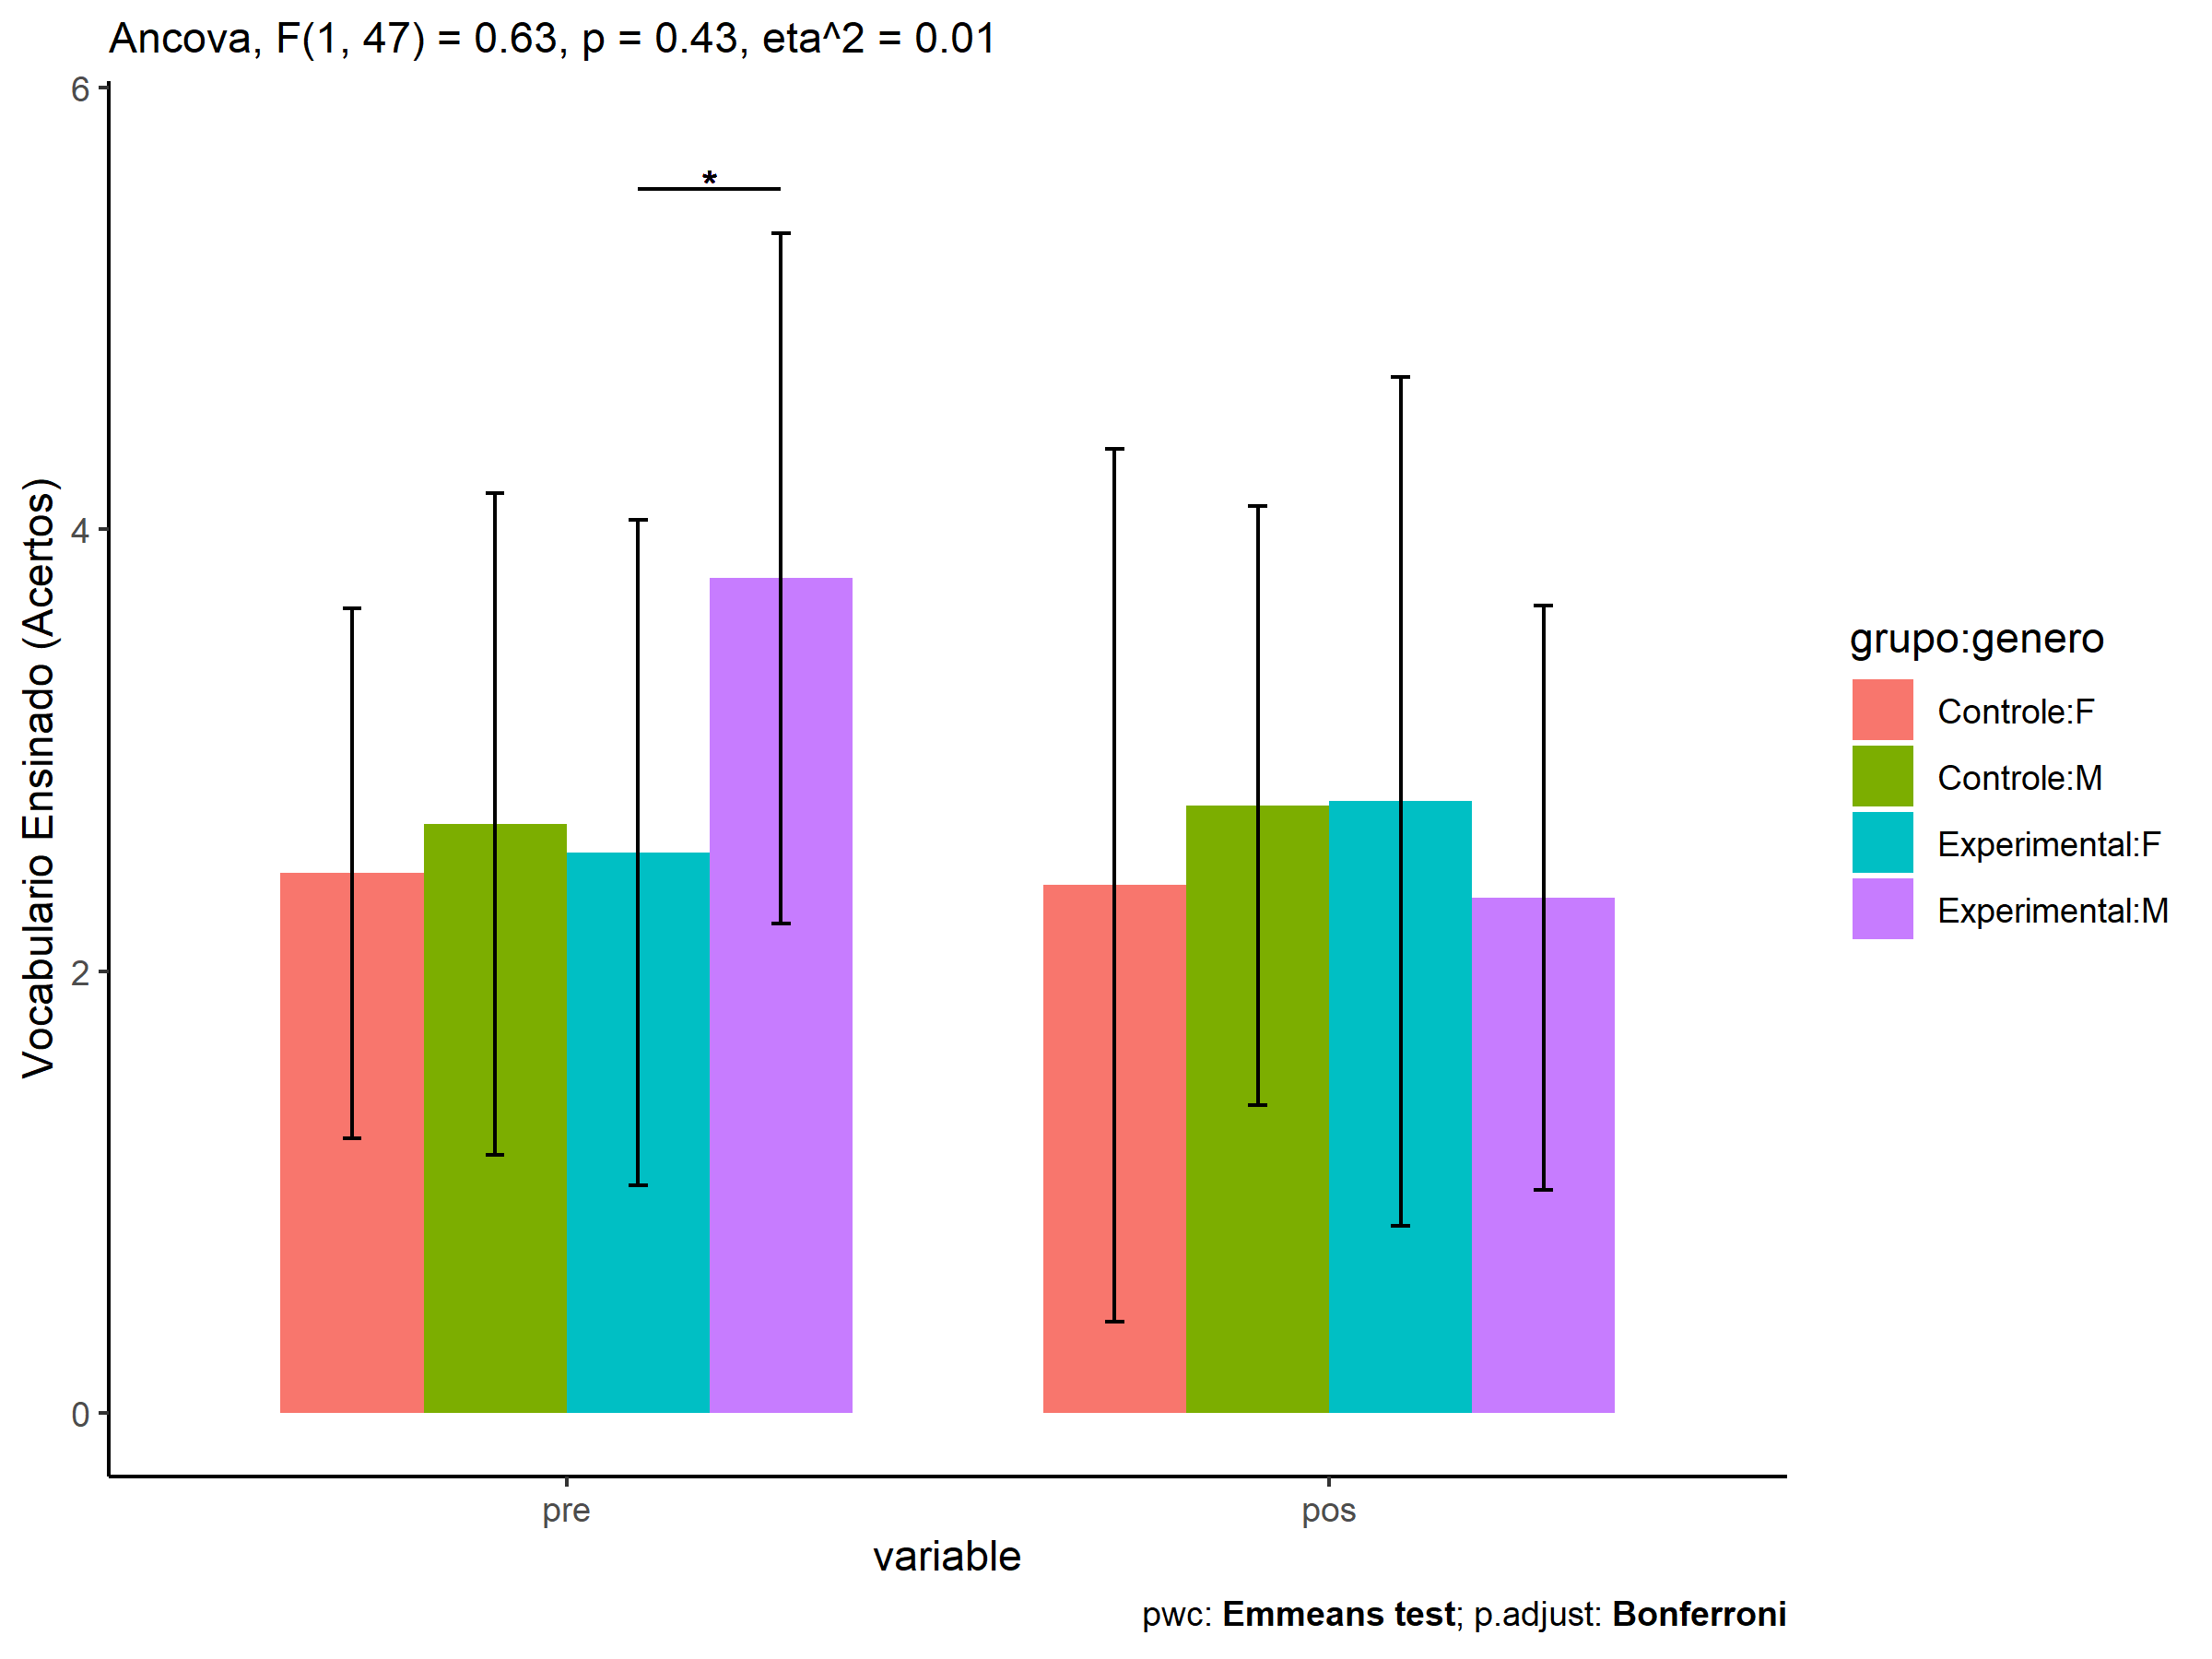 Ancova, F(1, 47) = 0.63, p = 0.43, eta^2 = 0.01
Vocabulario Ensinado (Acertos)
6
4
2
0
*
pre
pos
variable
grupo:genero
Controle:F
Controle:M
Experimental:F
Experimental:M
pwc: Emmeans test; p.adjust: Bonferroni